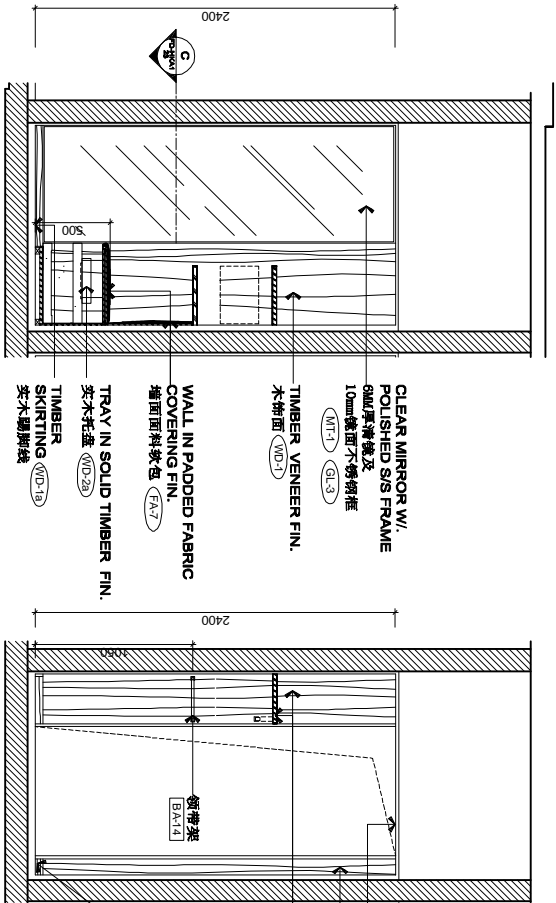 2400
C
500
CLEAR MIRROR W/.
POLISHED S/S FRAME
6MM厚清镜及
10mm镜面不锈钢框
MT-1
GL-3
TIMBER VENEER FIN.
木饰面
WD-1
WALL IN PADDED FABRIC
COVERING FIN.
墙面面料软包
FA-7
TRAY IN SOLID TIMBER FIN.
实木托盘
WD-2a
TIMBER
SKIRTING
WD-1a
实木踢脚线
2400
1050
领带架
BA-14